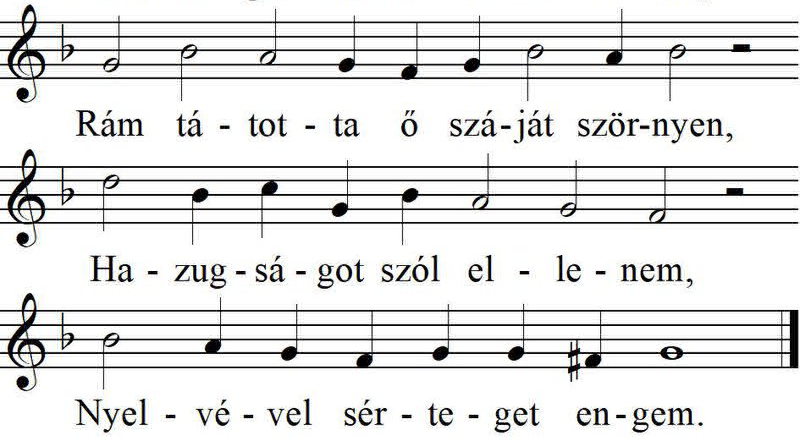 Rám tá - tot - ta ő szá-ját ször-nyen,
Ha - zug - sá - got szól el - le - nem,
Nyel - vé - vel sér - te - get en - gem.